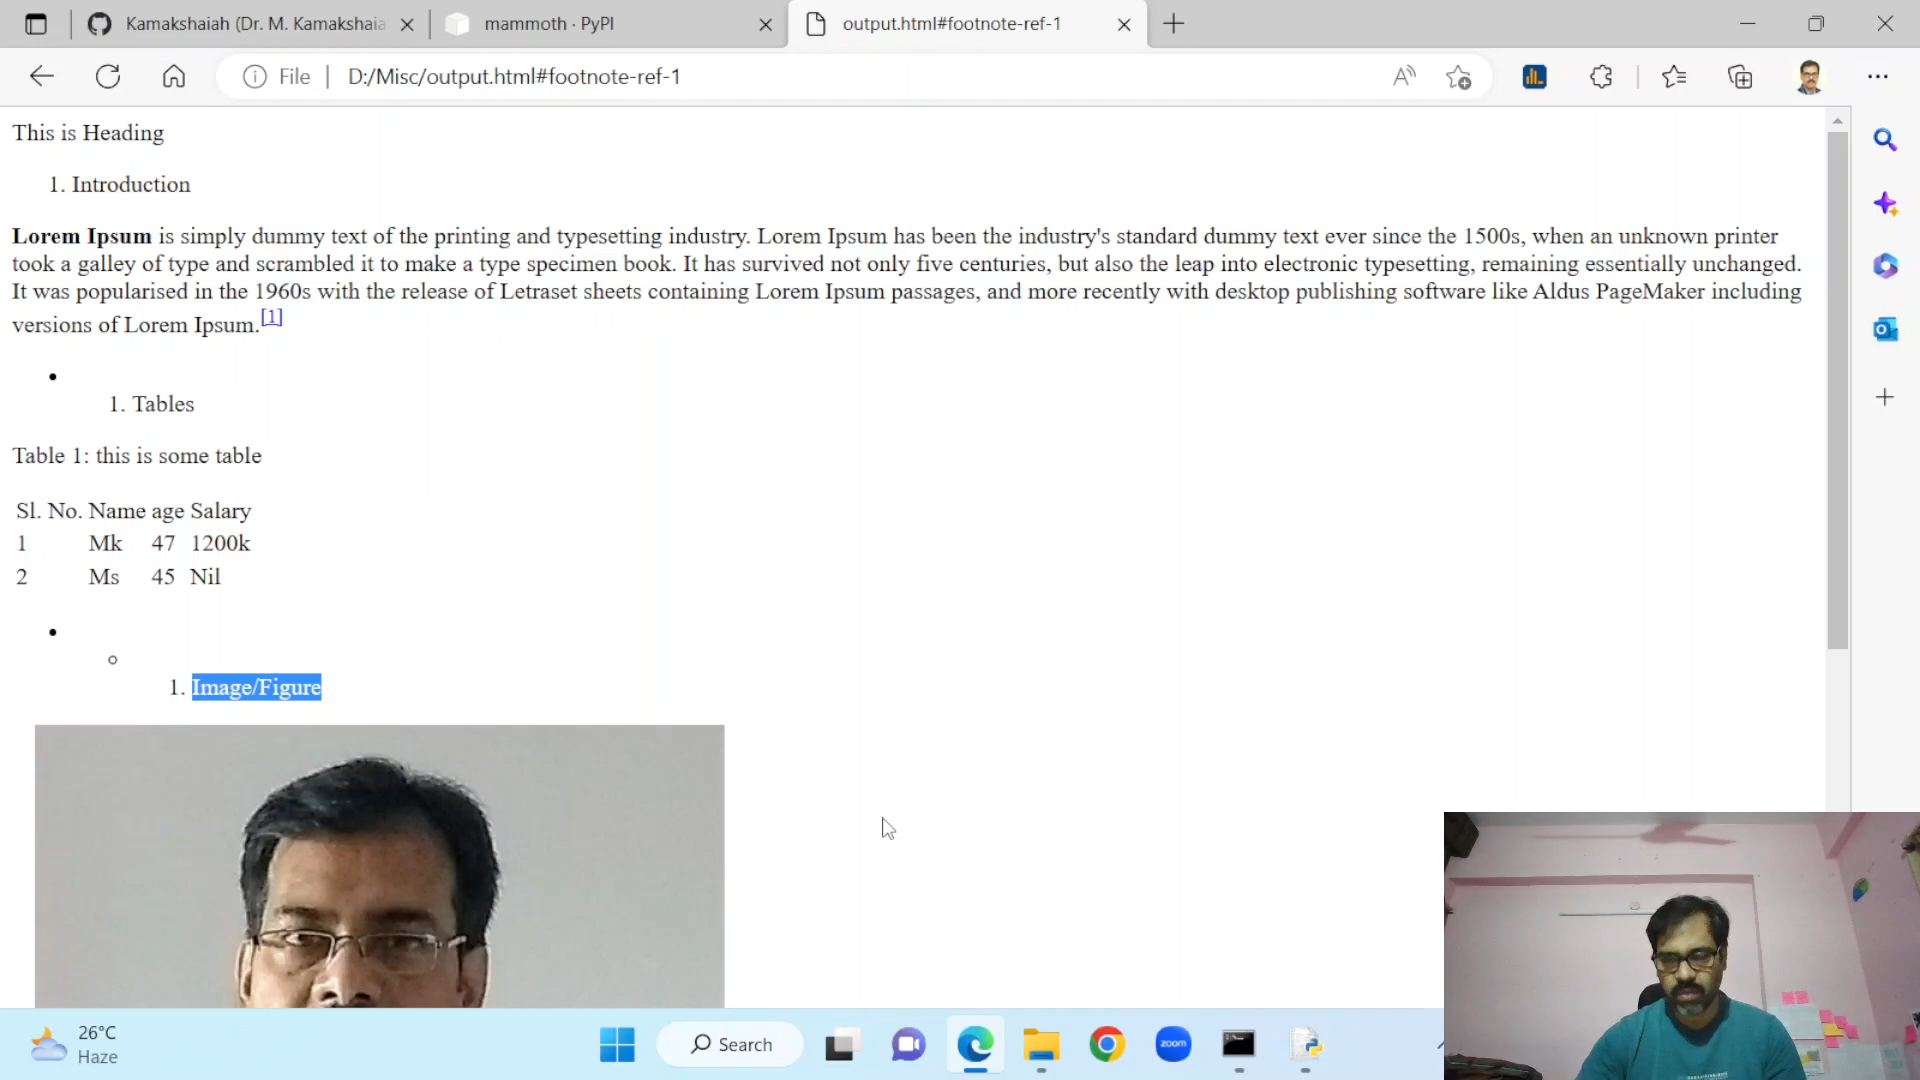 Kamakshaiah (Dr. M. Kamakshaia
mammoth · PyPI
output.html#footnote-ref-1
File
D:/Misc/output.html#footnote-ref-1
This is Heading
1. Introduction
Lorem Ipsum is simply dummy text of the printing and typesetting industry. Lorem Ipsum has been the industry's standard dummy text ever since the 1500s, when an unknown printer
took a galley of type and scrambled it to make a type specimen book. It has survived not only five centuries, but also the leap into electronic typesetting, remaining essentially unchanged.
It was popularised in the 1960s with the release of Letraset sheets containing Lorem Ipsum passages, and more recently with desktop publishing software like Aldus PageMaker including
versions of Lorem Ipsum.[1]
1. Tables
Table 1: this is some table
Sl. No. Name age Salary
1 Mk 47 1200k
2 Ms 45 Nil
1. Image/Figure
26°C
Haze
Search
zoom